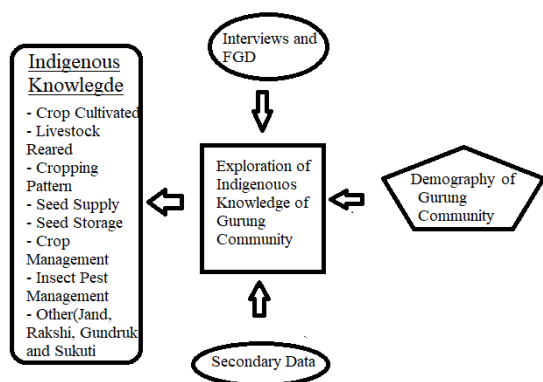 Indigenous
Knowlegde
- Crop Cultivated
- Livestock
Reared
- Cropping
Pattern
- Seed Supply
- Seed Storage
- Crop
Management
- Insect Pest
Management
- Other(Jand,
Rakshi, Gundruk
and Sukuti
Interviews and
FGD
Exploration of
Indigenouos
Knowledge of
Gurung
Community
Demography of
Gurung
Community
Secondary Data